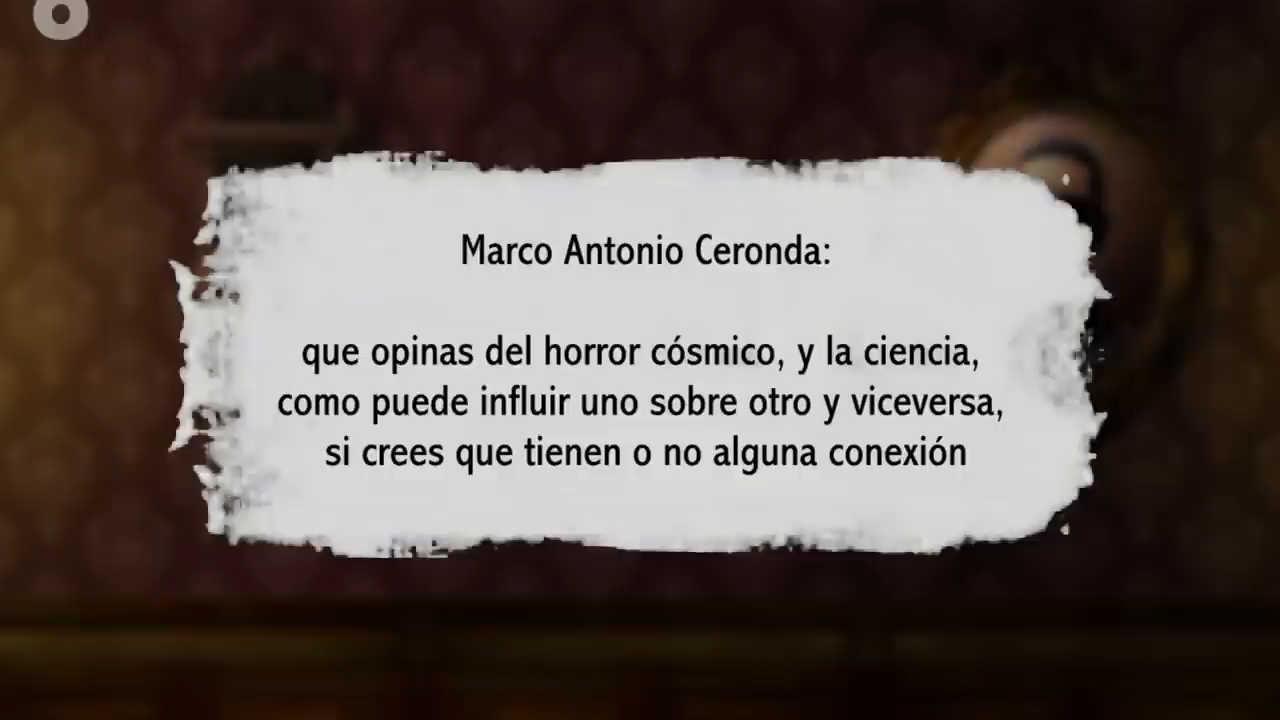 Marco Antonio Ceronda:
que opinas del horror cósmico, y la ciencia,
como puede influir uno sobre otro y viceversa,
si crees que tienen o no alguna conexión